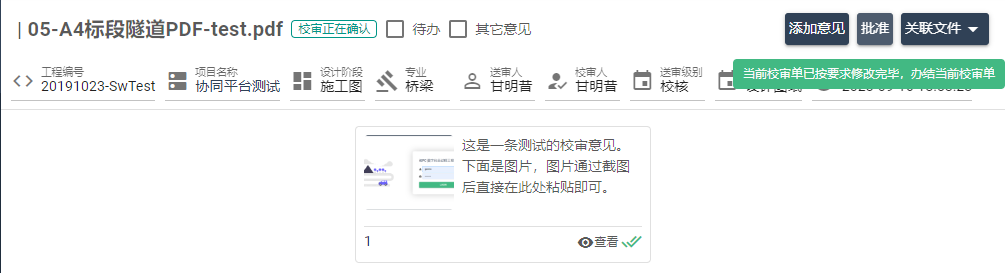 | 05-A4标段隧道PDF-test.pdf 校审正在确认 待办 其它意见 添加意见 批准 关联文件
工程编号 项目名称 设计阶段 专业 送审人 校审人 送审级别
20191023-SwTest 协同平台测试 施工图 桥梁 甘明昔 甘明昔 校核
当前校审单已按要求修改完毕，办结当前校审单
这是一条测试的校审意见。
下面是图片，图片通过截图
后直接在此处粘贴即可。
1 查看